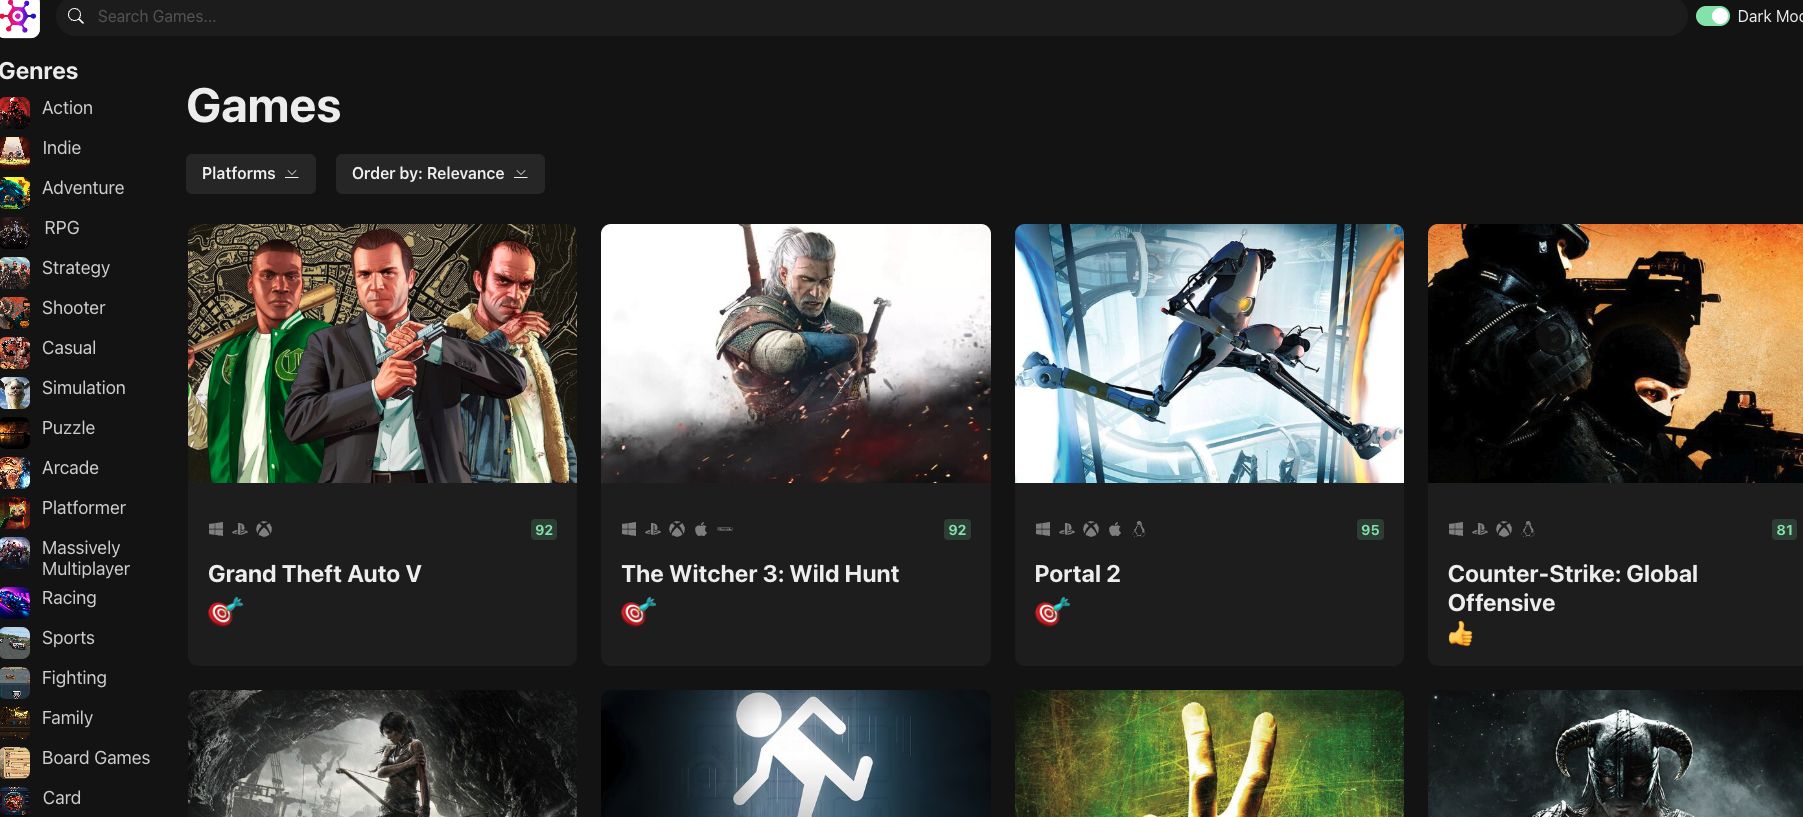 Search Games...
Dark Moc
Genres
Action
Indie
Adventure
RPG
Strategy
Shooter
Casual
Simulation
Puzzle
Arcade
Platformer
Massively
Multiplayer
Racing
Sports
Fighting
Family
Board Games
Card
Games
Platforms
Order by: Relevance
92
Grand Theft Auto V
92
The Witcher 3: Wild Hunt
95
Portal 2
81
Counter-Strike: Global
Offensive